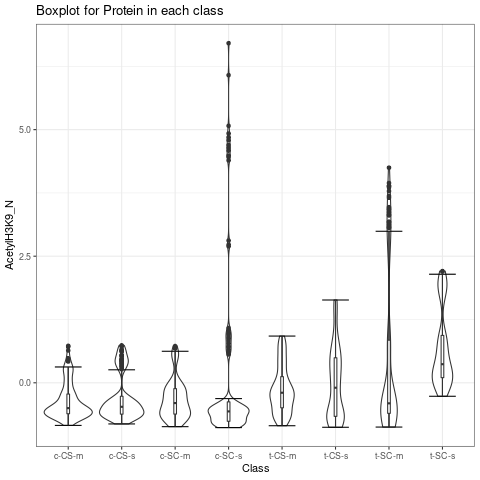 Boxplot for Protein in each class
AcetylH3K9_N
5.0
2.5
0.0
c-CS-m c-CS-s c-SC-m c-SC-s t-CS-m t-CS-s t-SC-m t-SC-s
Class